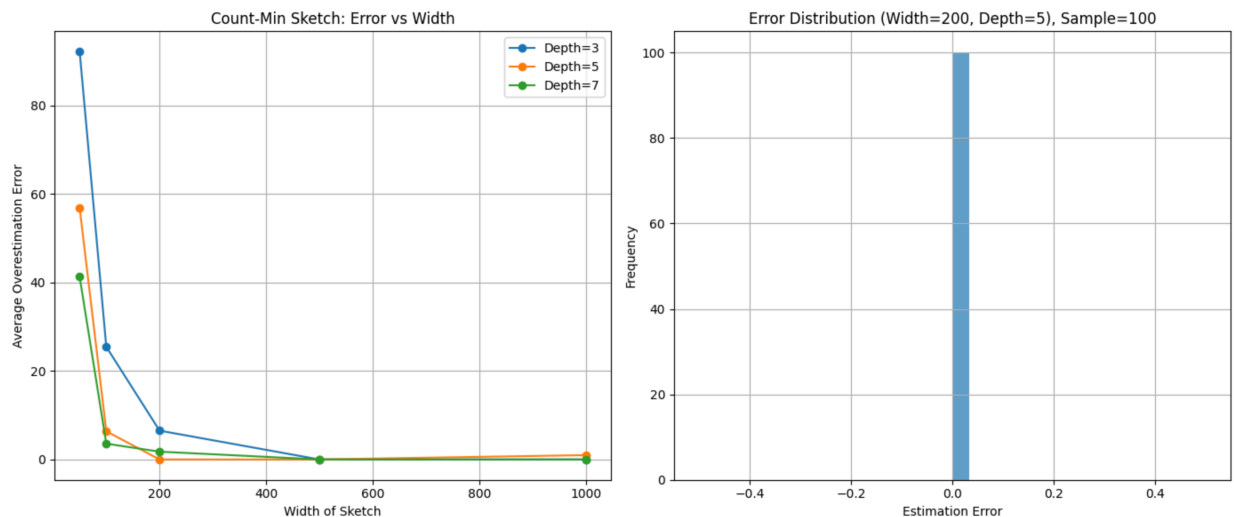 Count-Min Sketch: Error vs Width
Depth=3
Depth=5
Depth=7
80
60
40
20
0
Average Overestimation Error
200
400
600
800
1000
Width of Sketch
Error Distribution (Width=200, Depth=5), Sample=100
100
80
60
40
20
0
Frequency
−0.4
−0.2
0.0
0.2
0.4
Estimation Error